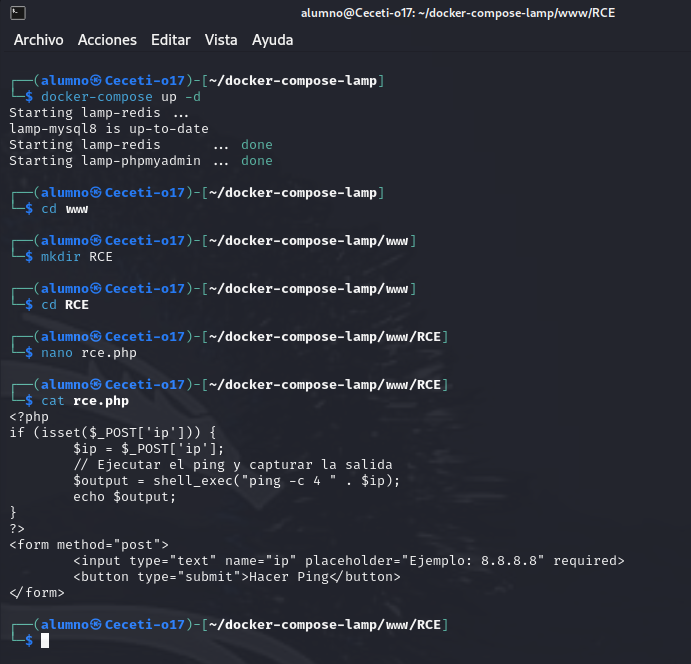 alumno@Ceceti-o17: ~/docker-compose-lamp/www/RCE
Archivo Acciones Editar Vista Ayuda
┌──(alumno㉿Ceceti-o17)-[~/docker-compose-lamp]
└─$ docker-compose up -d
Starting lamp-redis ...
lamp-mysql8 is up-to-date
Starting lamp-redis      ... done
Starting lamp-phpmyadmin ... done
┌──(alumno㉿Ceceti-o17)-[~/docker-compose-lamp]
└─$ cd www
┌──(alumno㉿Ceceti-o17)-[~/docker-compose-lamp/www]
└─$ mkdir RCE
┌──(alumno㉿Ceceti-o17)-[~/docker-compose-lamp/www]
└─$ cd RCE
┌──(alumno㉿Ceceti-o17)-[~/docker-compose-lamp/www/RCE]
└─$ nano rce.php
┌──(alumno㉿Ceceti-o17)-[~/docker-compose-lamp/www/RCE]
└─$ cat rce.php
<?php
if (isset($_POST['ip'])) {
        $ip = $_POST['ip'];
        // Ejecutar el ping y capturar la salida
        $output = shell_exec("ping -c 4 " . $ip);
        echo $output;
}
?>
<form method="post">
        <input type="text" name="ip" placeholder="Ejemplo: 8.8.8.8" required>
        <button type="submit">Hacer Ping</button>
</form>
┌──(alumno㉿Ceceti-o17)-[~/docker-compose-lamp/www/RCE]
└─$